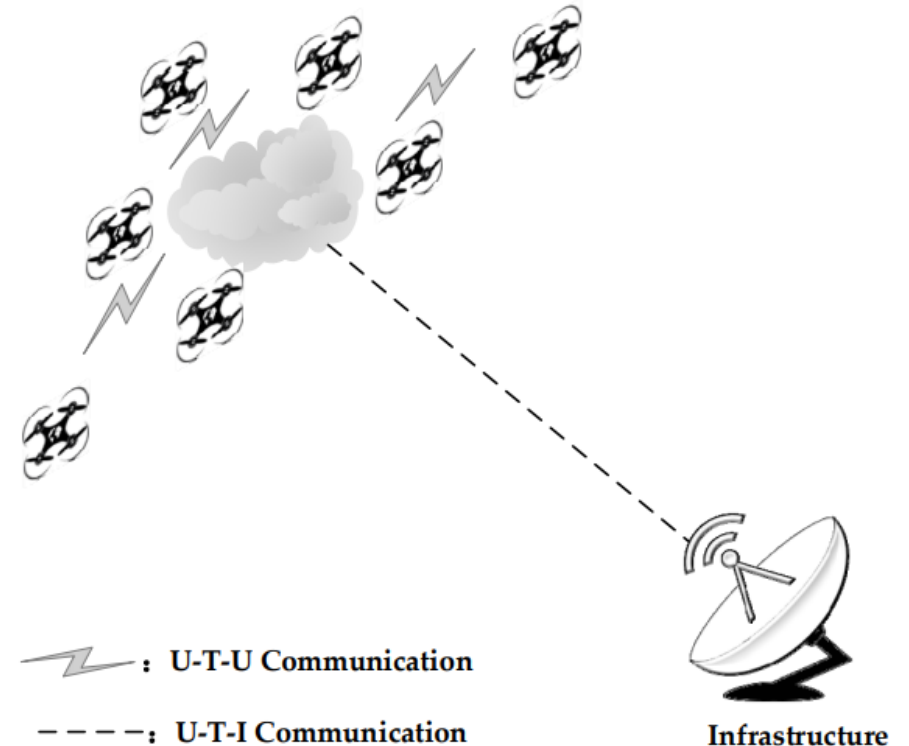 : U-T-U Communication
: U-T-I Communication
Infrastructure